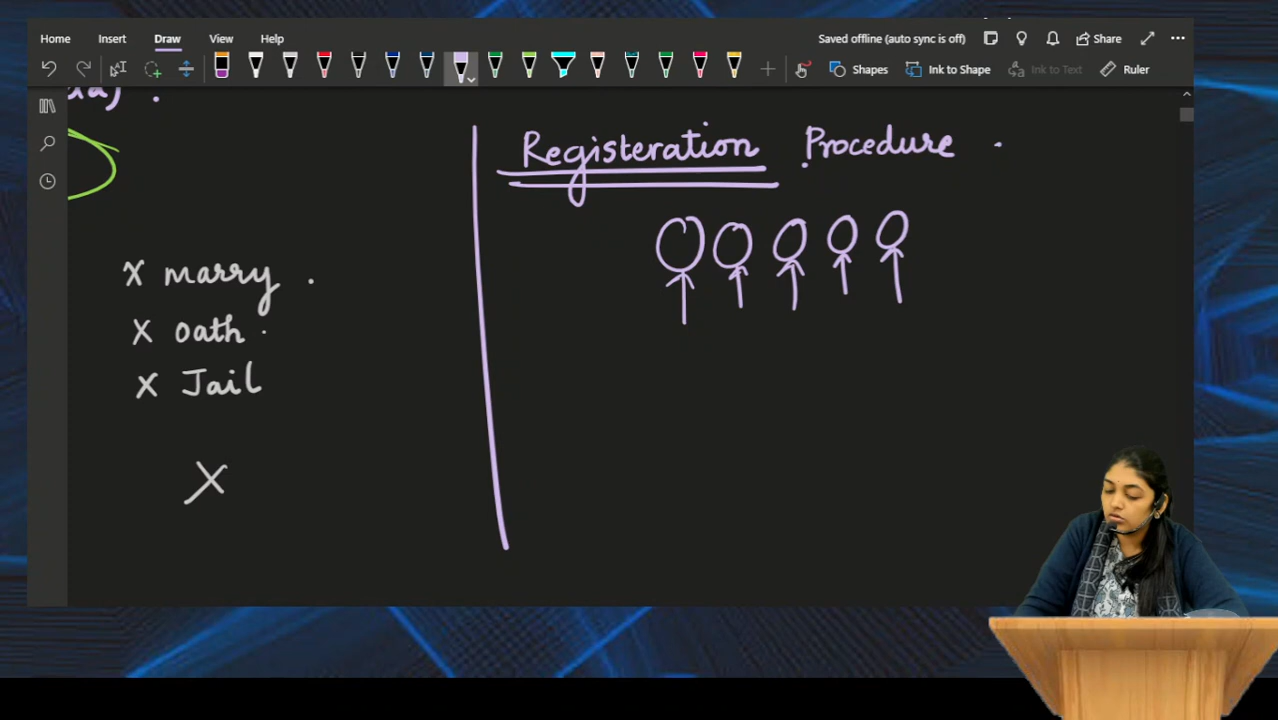 Home Insert Draw View Help Saved offline (auto sync is off) Share
Shapes Ink to Shape Ink to Text Ruler
Registeration Procedure .
X marry .
X oath .
X Jail
X